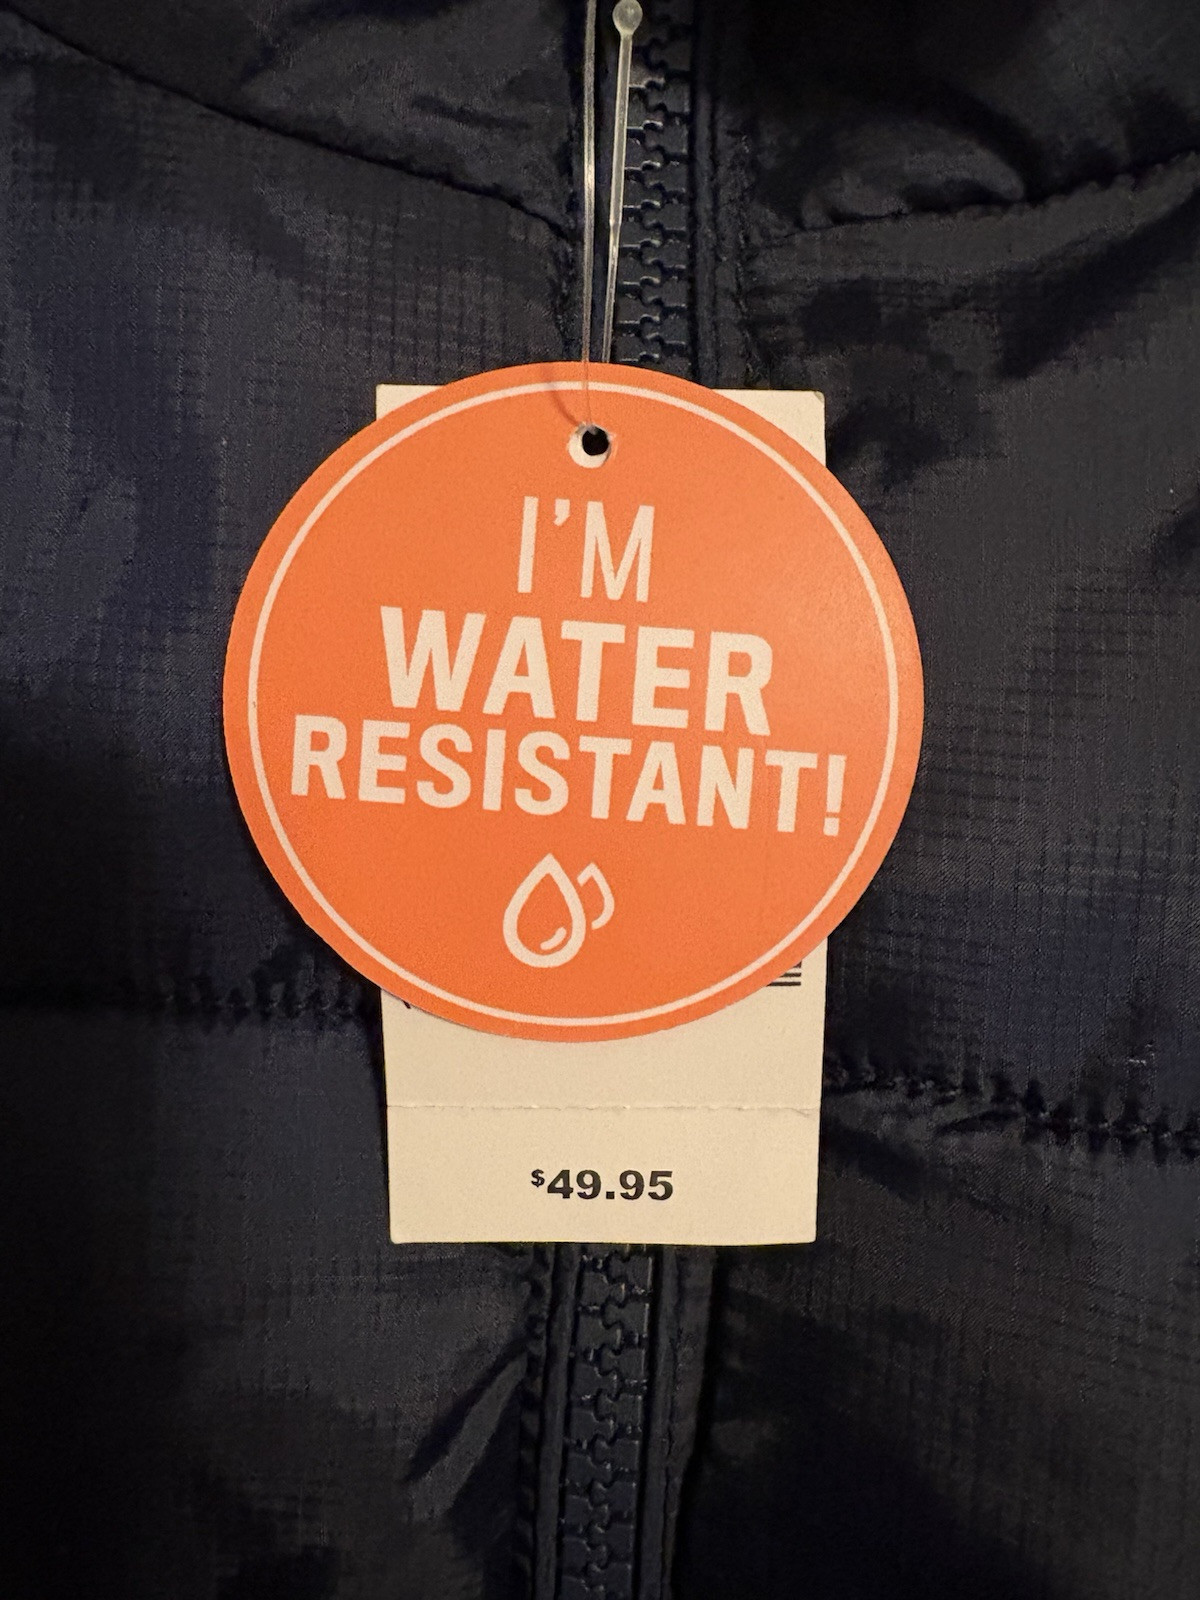 I'M
WATER
RESISTANT!
$49.95